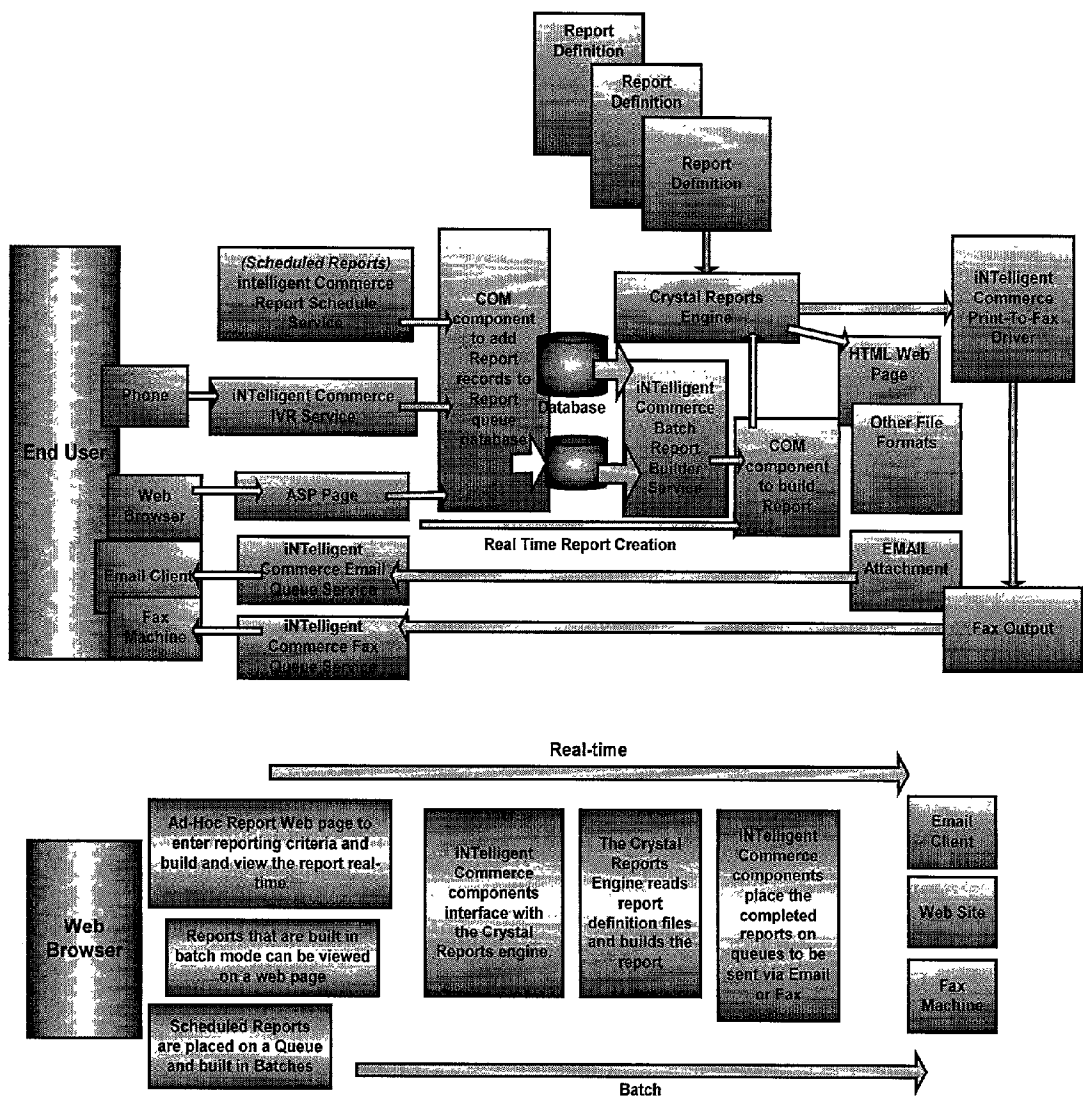 Report
Definition
Report
Definition
Report
Definition
(Scheduled Reports)
intelligent Commerce
Report Schedule
Service
COM
component
to add
Report
records to
Report
queue
database
Crystal Reports
Engine
iNTelligent
Commerce
Print-To-Fax
Driver
HTML Web
Page
Phone
iNTelligent Commerce
IVR Service
Database
iNTelligent
Commerce
Batch
Report
Builder
Service
Other File
Formats
End User
COM
component
to build
Report
Web
Browser
ASP Page
Real Time Report Creation
Email Client
iNTelligent
Commerce Email
Queue Service
EMAIL
Attachment
Fax
Machine
iNTelligent
Commerce Fax
Queue Service
Fax Output
Real-time
Ad-Hoc Report Web page to
enter reporting criteria and
build and view the report real-
time.
Web
Browser
Reports that are built in
batch mode can be viewed
on a web page
Scheduled Reports
are placed on a Queue
and built in Batches
INTelligent
Commerce
components
interface with
the Crystal
Reports engine.
The Crystal
Reports
Engine reads
report
definition files
and builds the
report
INTelligent
Commerce
components
place the
completed
reports on
queues to be
sent via Email
or Fax
Email
Client
Web Site
Fax
Machine
Batch